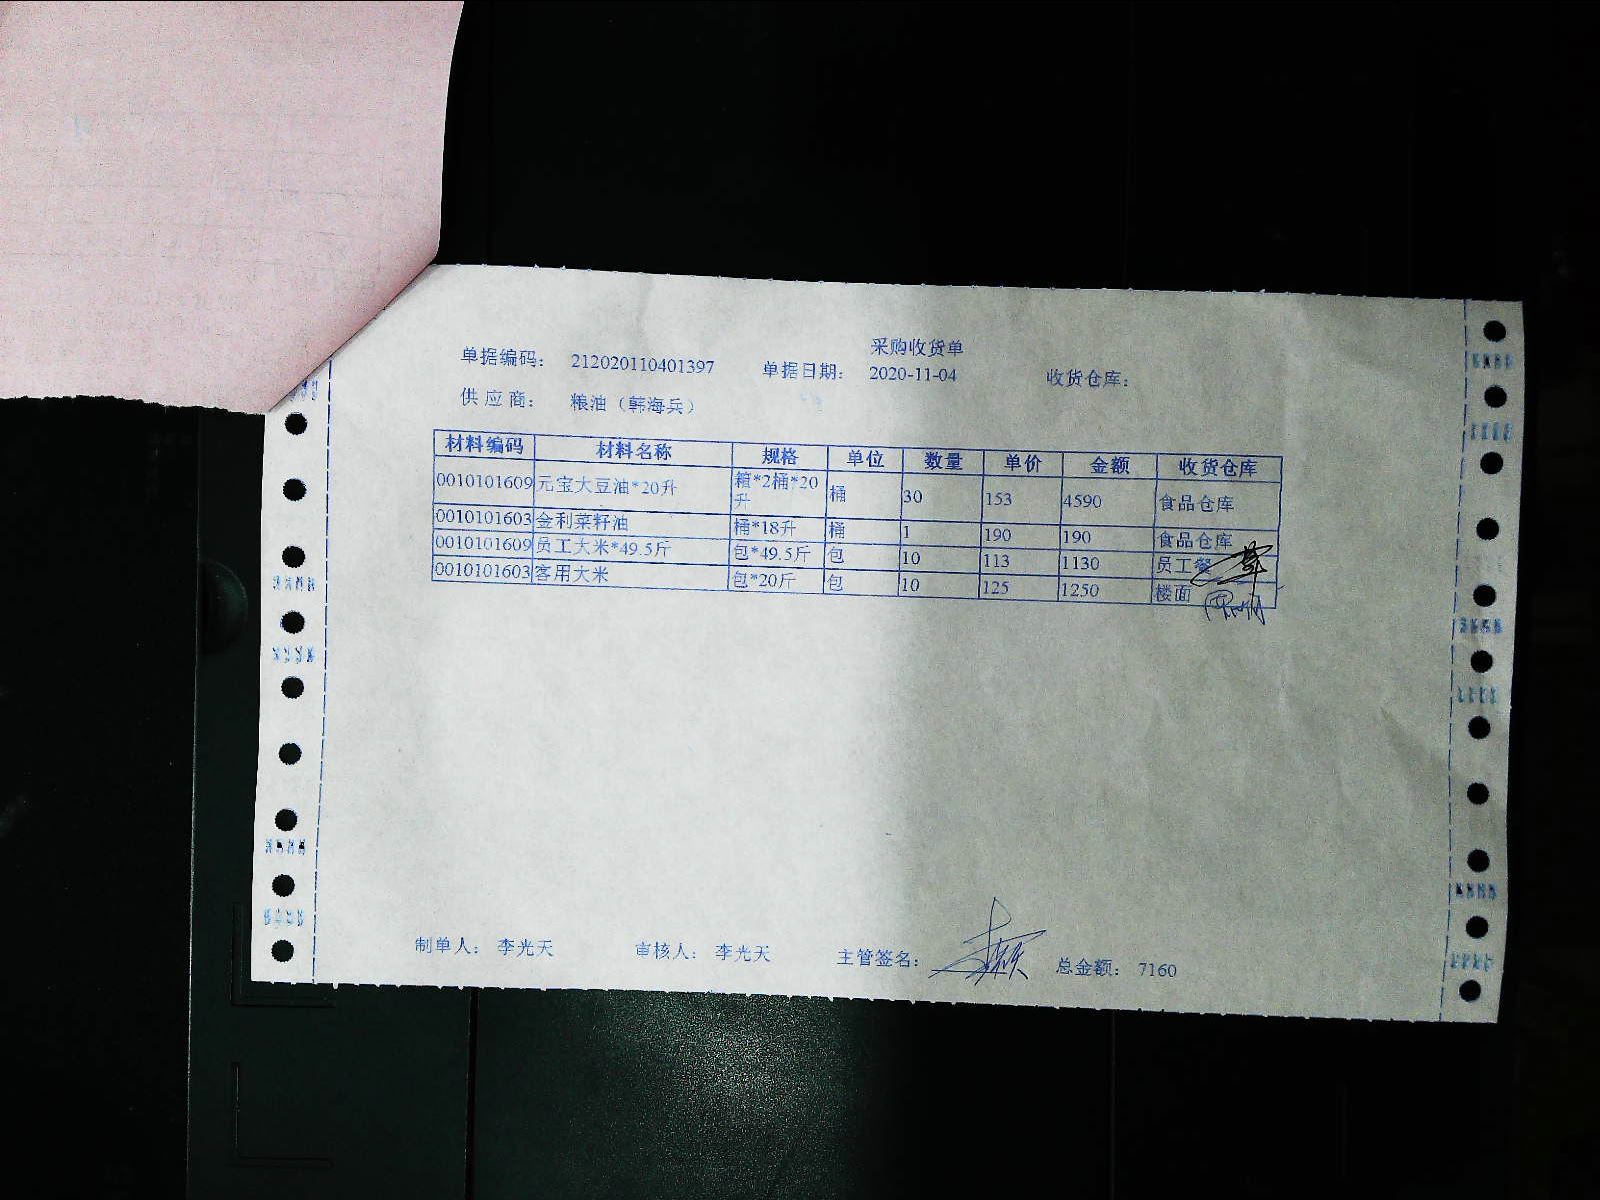 采购收货单
单据编码： 212020110401397 单据日期： 2020-11-04 收货仓库：
供应商： 粮油（韩海兵）
材料编码 材料名称 规格 单位 数量 单价 金额 收货仓库
0010101609 元宝大豆油*20升 箱*2桶*20升 桶 30 153 4590 食品仓库
0010101603 金利菜籽油 桶*18升 桶 1 190 190 食品仓库
0010101609 员工大米*49.5斤 包*49.5斤 包 10 113 1130 员工餐
0010101603 客用大米 包*20斤 包 10 125 1250 楼面
制单人： 李光天 审核人： 李光天 主管签名： 总金额： 7160